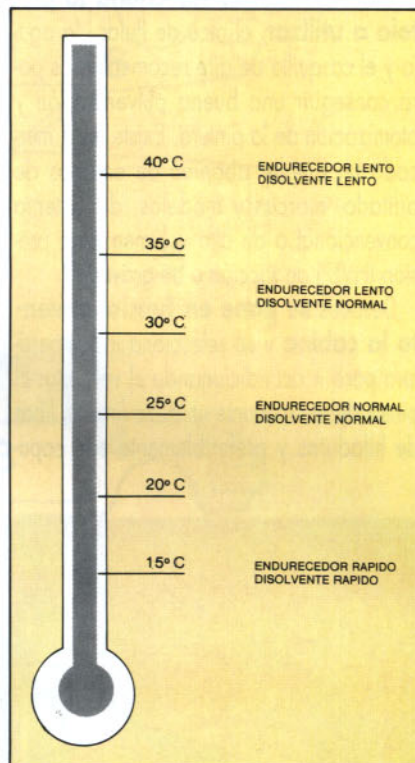 40º C
ENDURECEDOR LENTO
DISOLVENTE LENTO
35º C
ENDURECEDOR LENTO
DISOLVENTE NORMAL
30º C
25º C
ENDURECEDOR NORMAL
DISOLVENTE NORMAL
20º C
15º C
ENDURECEDOR RAPIDO
DISOLVENTE RAPIDO